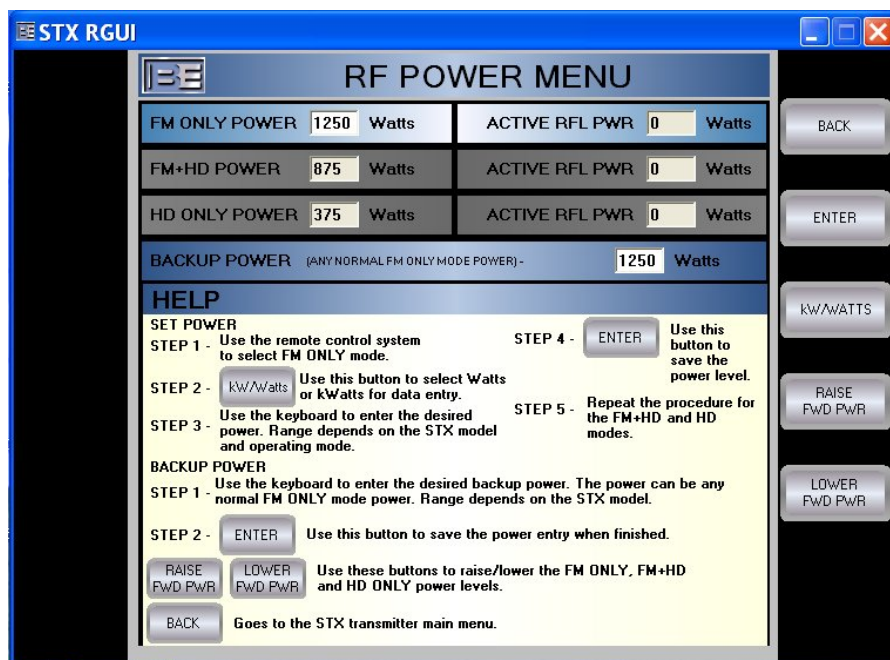 BE STX RGUI
BE RF POWER MENU
FM ONLY POWER 1250 Watts ACTIVE RFL PWR 0 Watts
FM+HD POWER 875 Watts ACTIVE RFL PWR 0 Watts
HD ONLY POWER 375 Watts ACTIVE RFL PWR 0 Watts
BACKUP POWER (ANY NORMAL FM ONLY MODE POWER) - 1250 Watts
HELP
SET POWER
STEP 1 - Use the remote control system
to select FM ONLY mode.
STEP 2 - kW/Watts Use this button to select Watts
or kWatts for data entry.
STEP 3 - Use the keyboard to enter the desired
power. Range depends on the STX model
and operating mode.
STEP 4 - ENTER Use this
button to
save the
power level.
STEP 5 - Repeat the procedure for
the FM+HD and HD
modes.
BACKUP POWER
STEP 1 - Use the keyboard to enter the desired backup power. The power can be any
normal FM ONLY mode power. Range depends on the STX model.
STEP 2 - ENTER Use this button to save the power entry when finished.
RAISE
FWD PWR
LOWER
FWD PWR
Use these buttons to raise/lower the FM ONLY, FM+HD
and HD ONLY power levels.
BACK Goes to the STX transmitter main menu.
BACK
ENTER
kW/WATTS
RAISE
FWD PWR
LOWER
FWD PWR